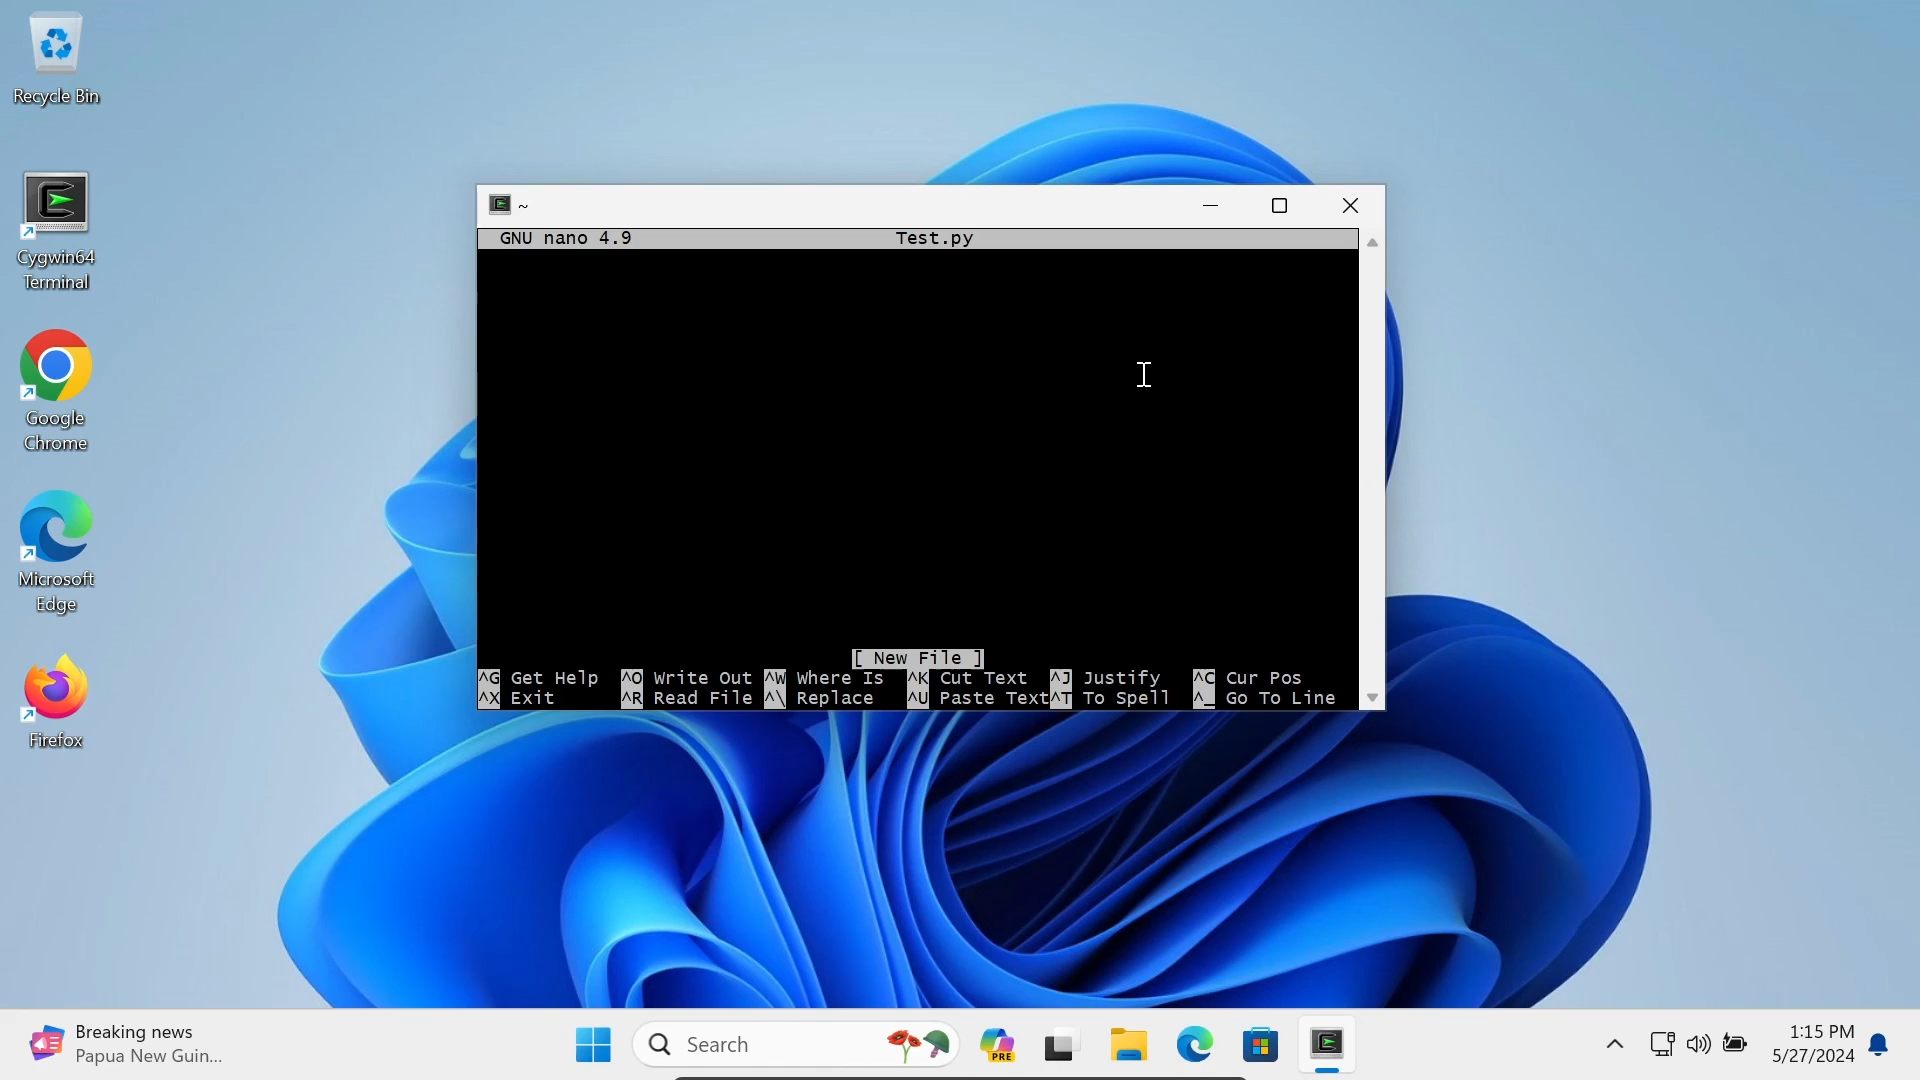 Recycle Bin
Cygwin64
Terminal
Google
Chrome
Microsoft
Edge
Firefox
~
GNU nano 4.9 Test.py
[ New File ]
^G Get Help ^O Write Out ^W Where Is ^K Cut Text ^J Justify ^C Cur Pos
^X Exit ^R Read File ^\ Replace ^U Paste Text^T To Spell ^_ Go To Line
Breaking news
Papua New Guin...
Search
PRE
1:15 PM
5/27/2024